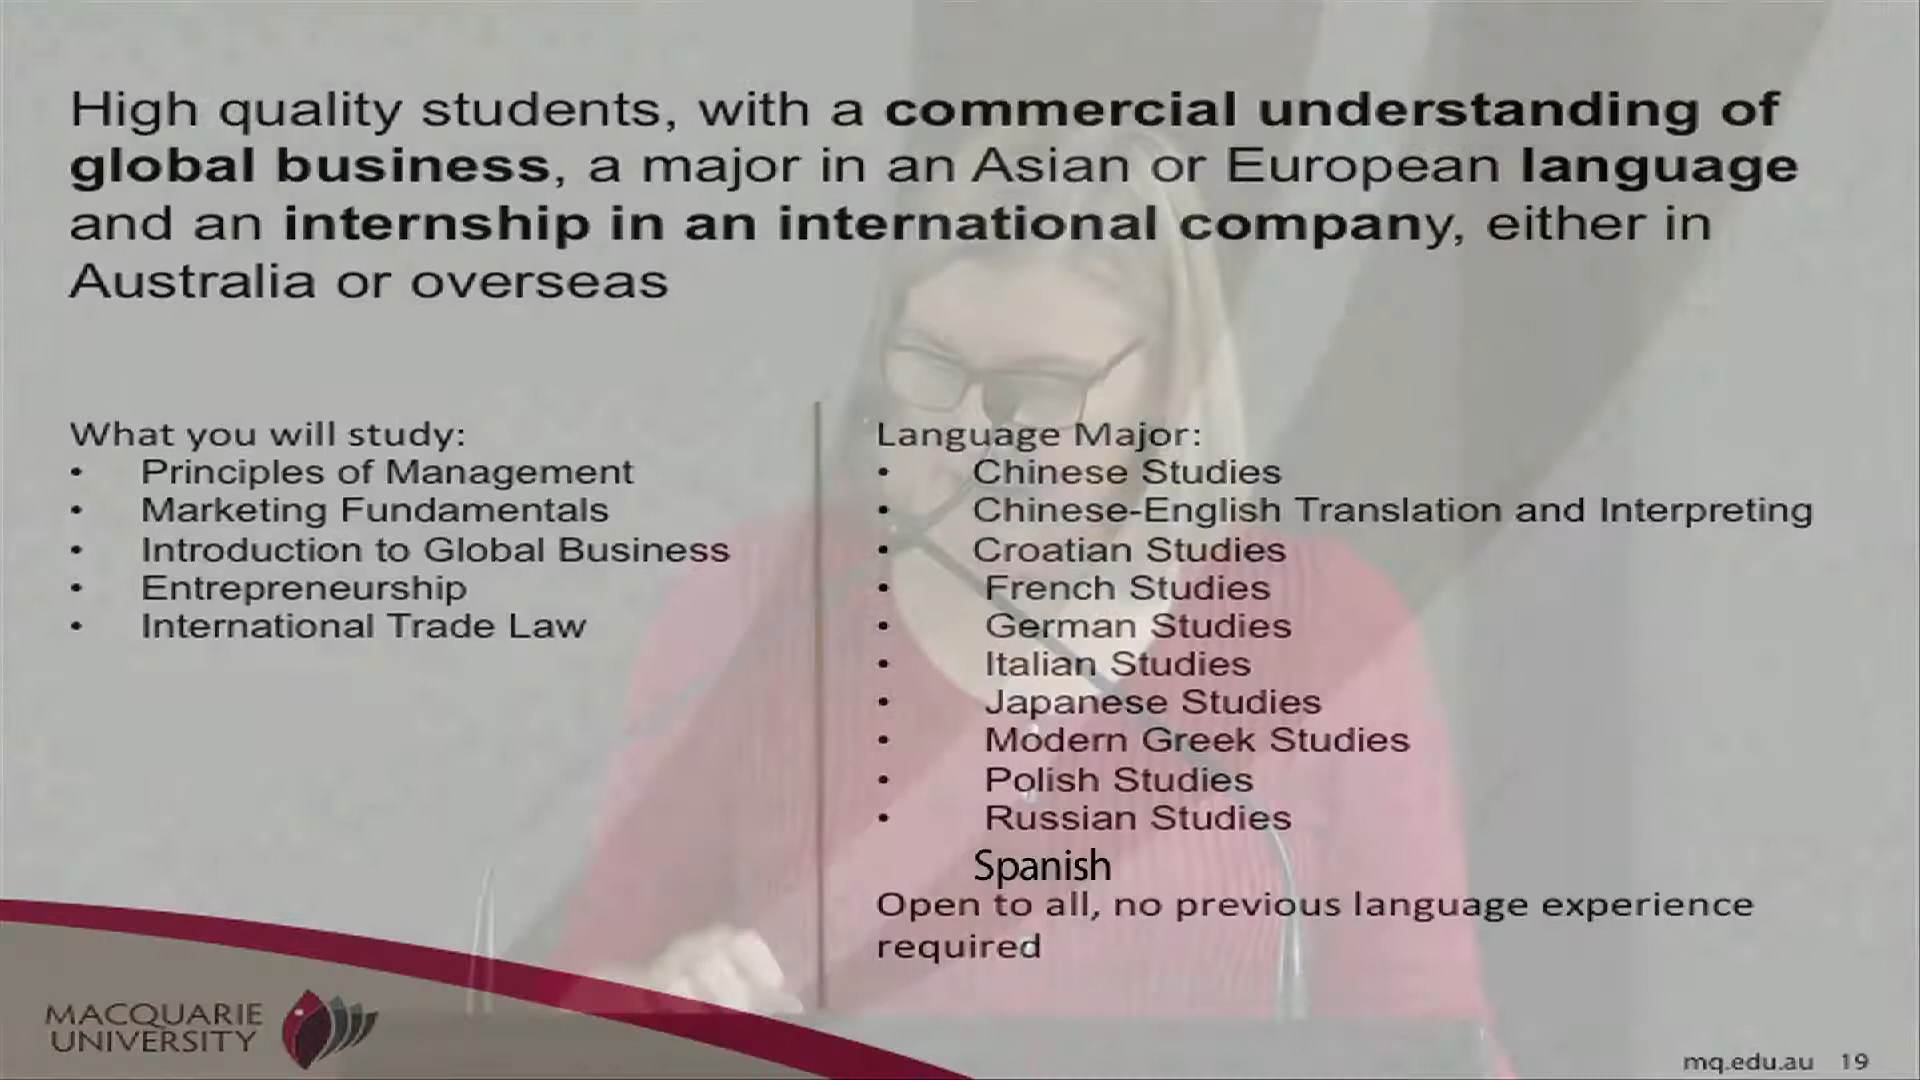 High quality students, with a commercial understanding of
global business, a major in an Asian or European language
and an internship in an international company, either in
Australia or overseas
What you will study:
• Principles of Management
• Marketing Fundamentals
• Introduction to Global Business
• Entrepreneurship
• International Trade Law
Language Major:
• Chinese Studies
• Chinese-English Translation and Interpreting
• Croatian Studies
• French Studies
• German Studies
• Italian Studies
• Japanese Studies
• Modern Greek Studies
• Polish Studies
• Russian Studies
Spanish
Open to all, no previous language experience
required
MACQUARIE
UNIVERSITY
mq.edu.au 19